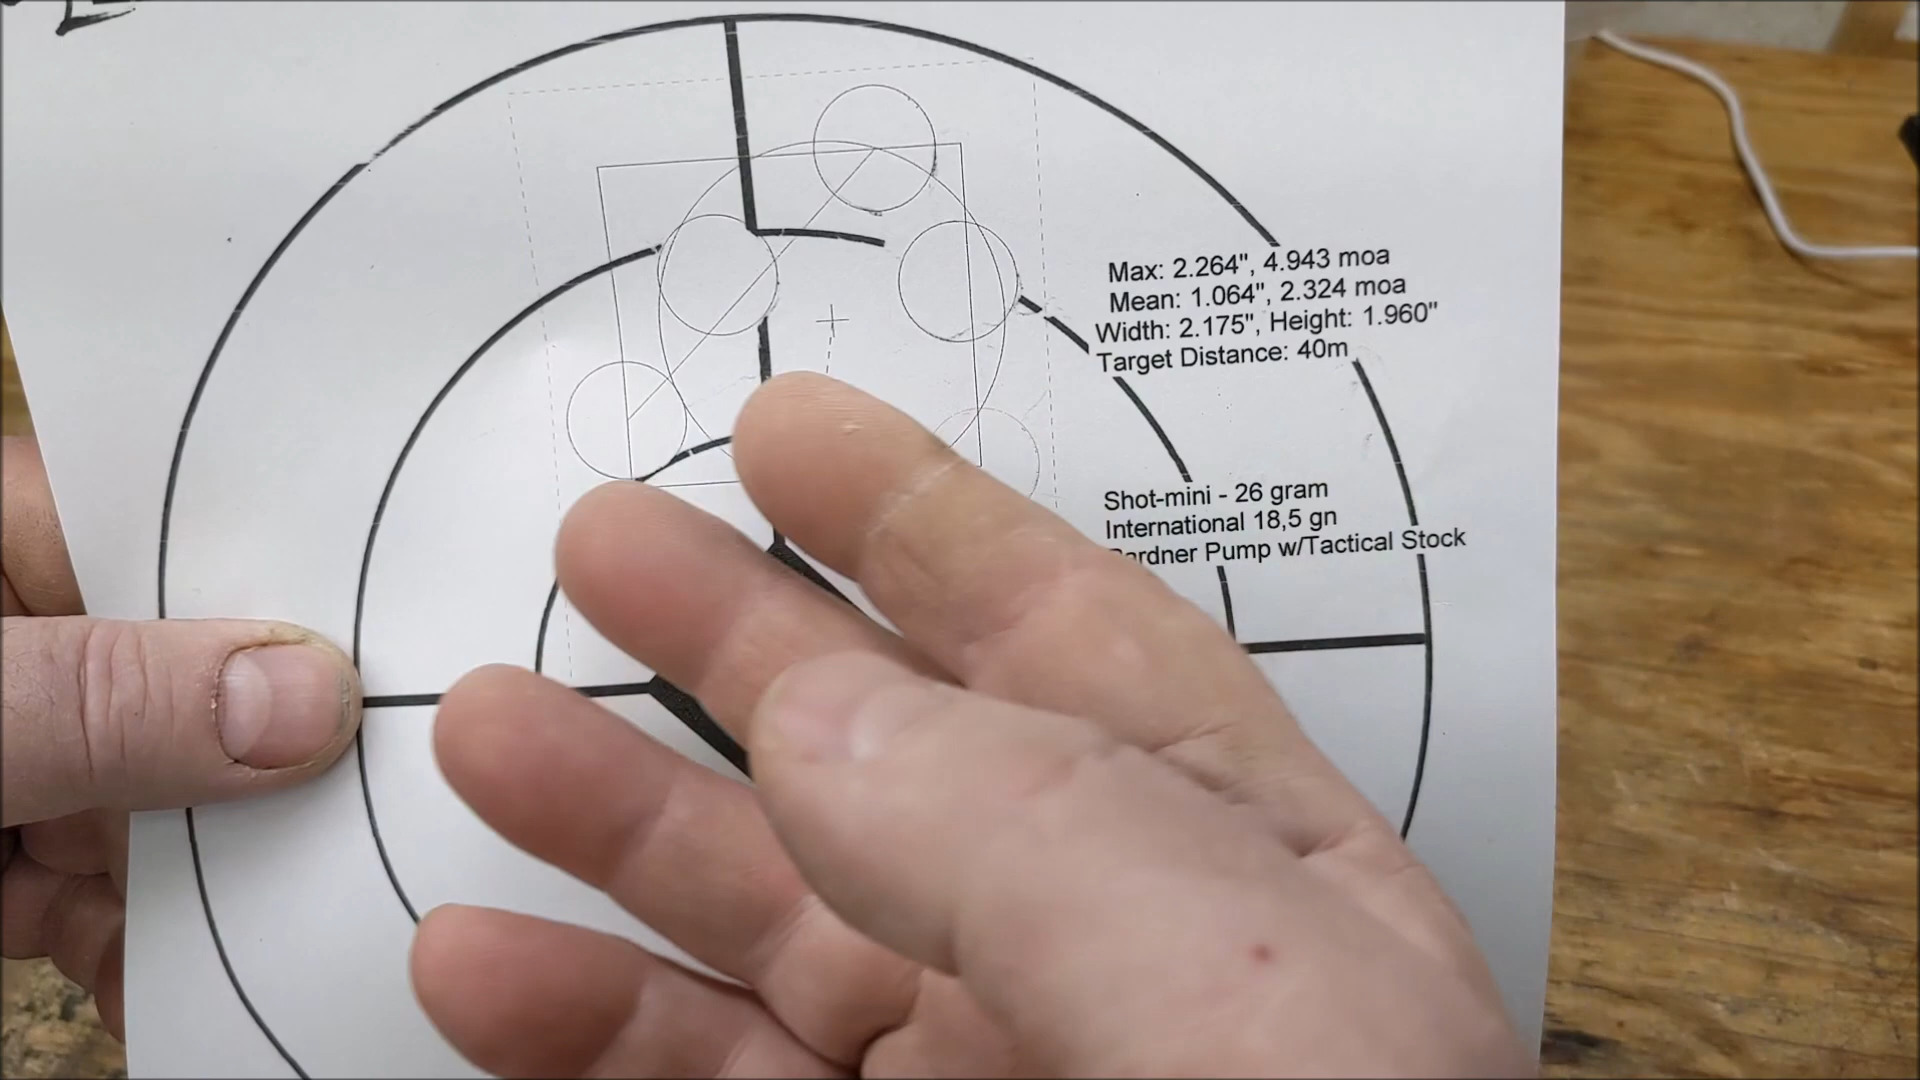 Max: 2.264", 4.943 moa
Mean: 1.064", 2.324 moa
Width: 2.175", Height: 1.960"
Target Distance: 40m
Shot-mini - 26 gram
International 18,5 gn
Pump w/Tactical Stock